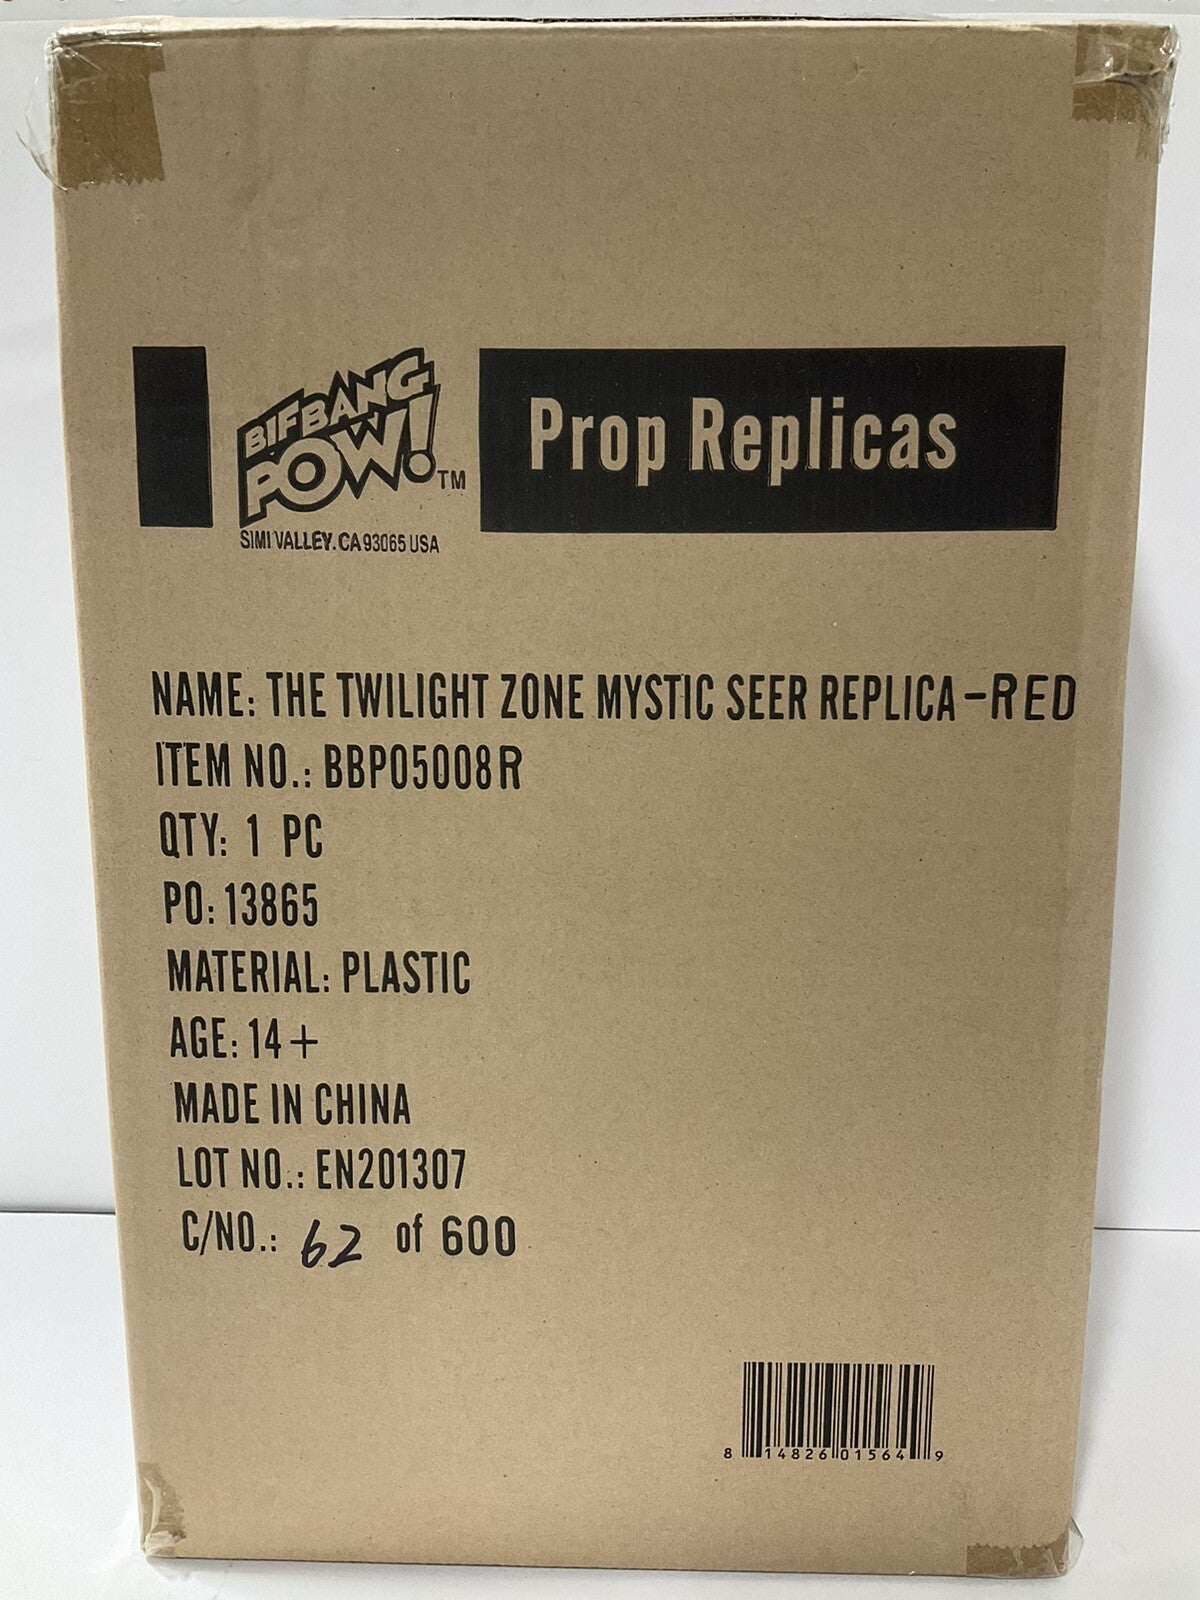 BIFBANG
POW!™
SIMI VALLEY. CA 93065 USA
Prop Replicas
NAME: THE TWILIGHT ZONE MYSTIC SEER REPLICA-RED
ITEM NO.: BBP05008R
QTY: 1 PC
PO: 13865
MATERIAL: PLASTIC
AGE: 14+
MADE IN CHINA
LOT NO.: EN201307
C/NO.: 62 of 600
8 14826 01564 9